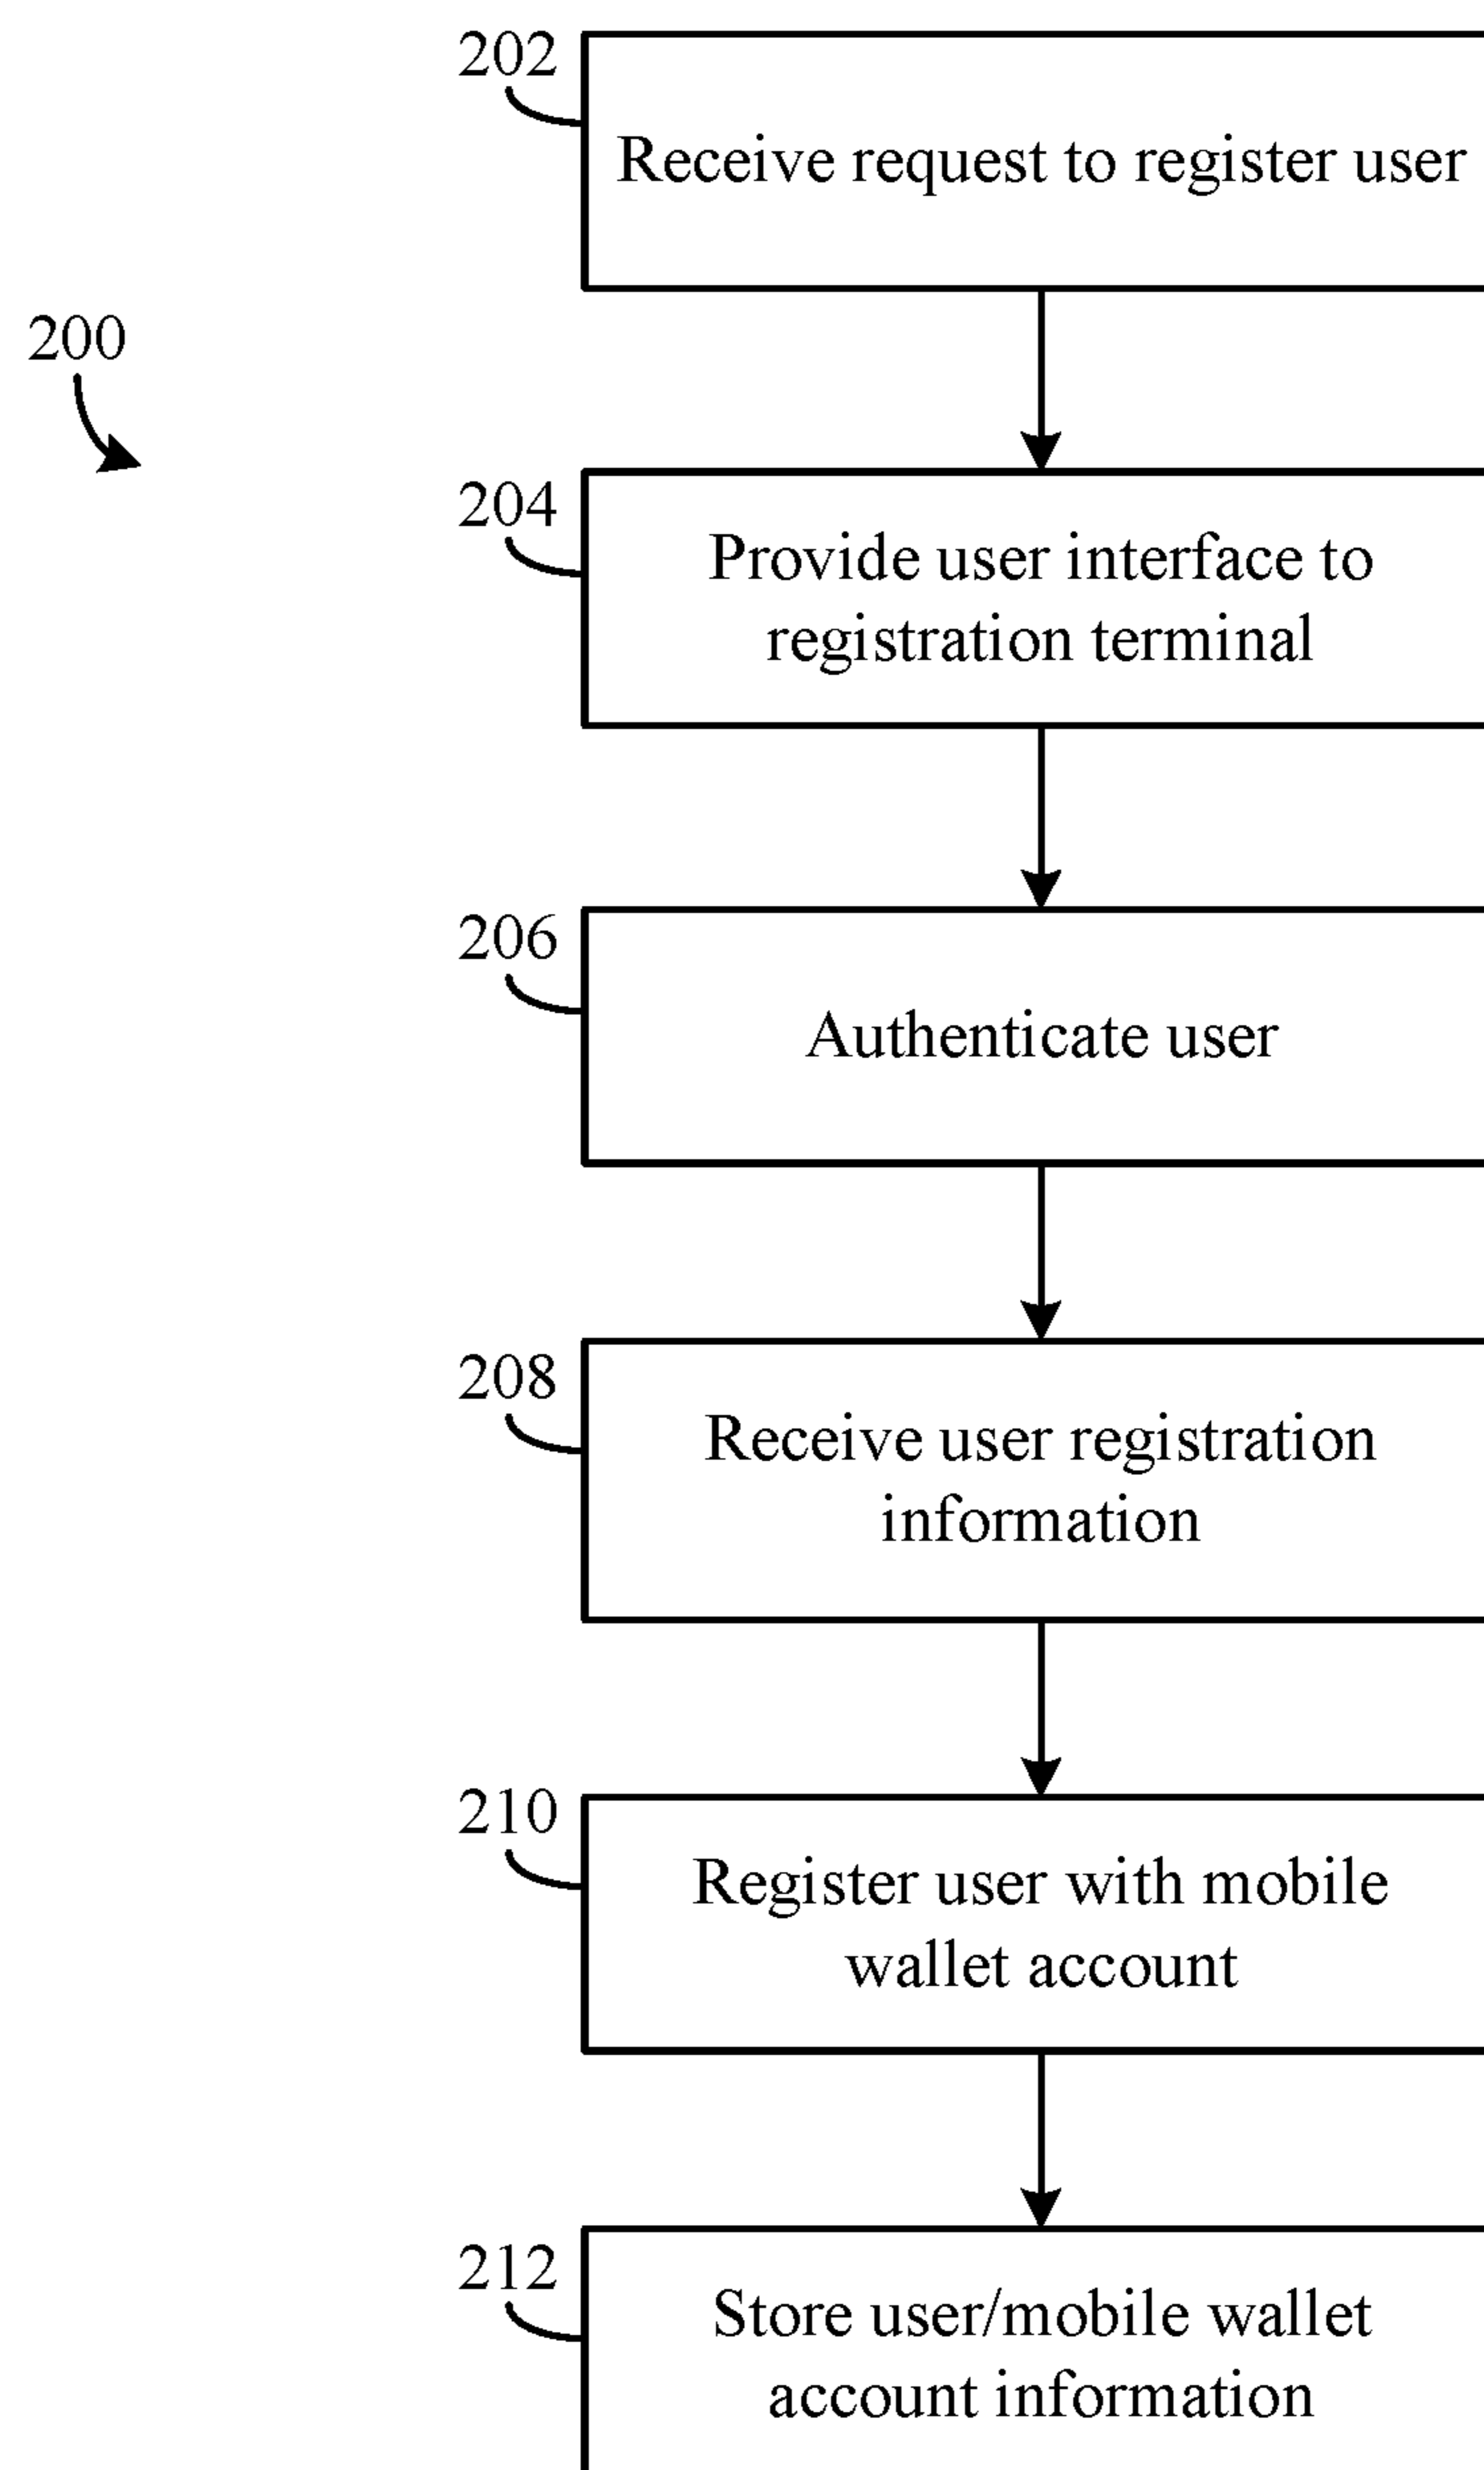 202
Receive request to register user
200
204
Provide user interface to
registration terminal
206
Authenticate user
208
Receive user registration
information
210
Register user with mobile
wallet account
212
Store user/mobile wallet
account information